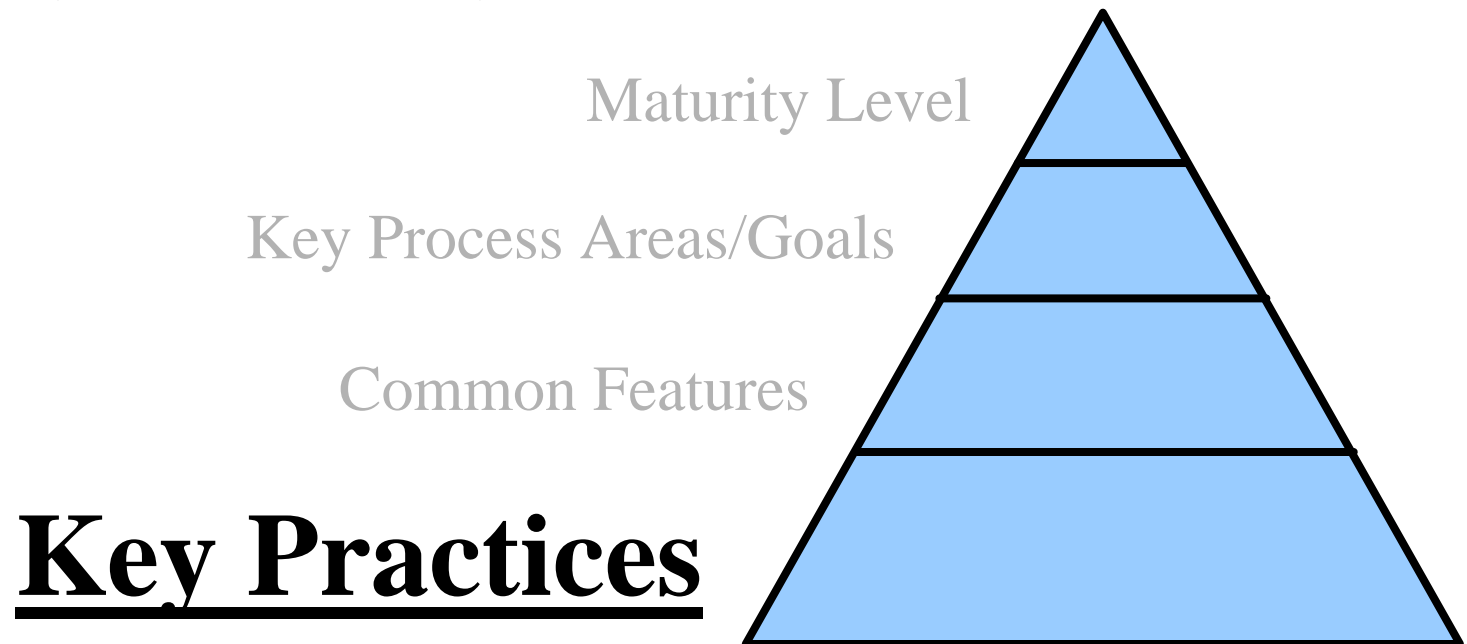 Maturity Level
Key Process Areas/Goals
Common Features
Key Practices